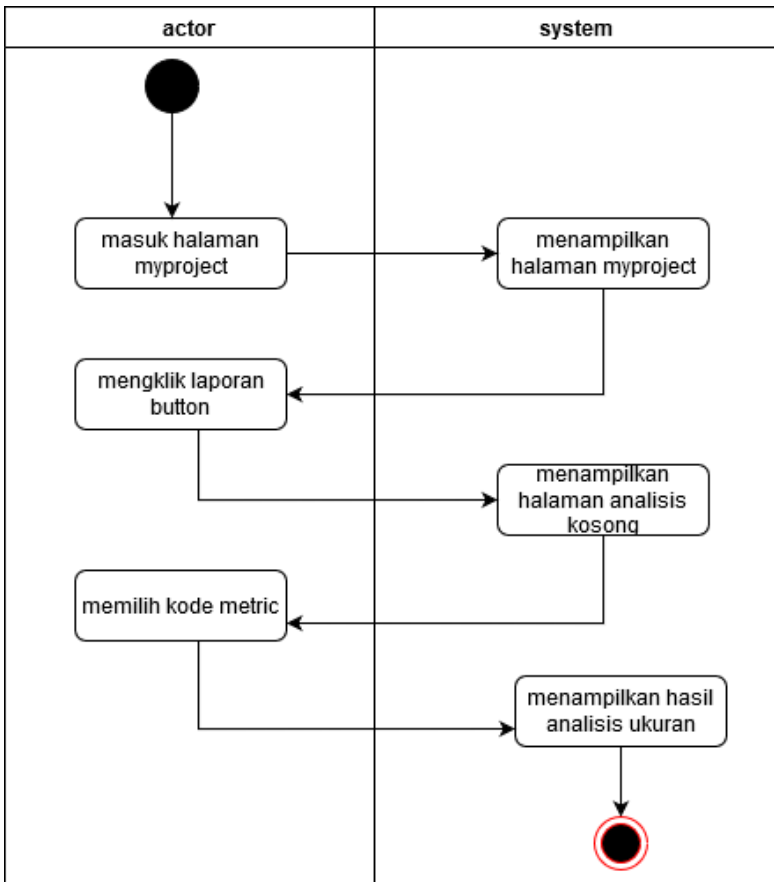 actor
system
masuk halaman
myproject
menampilkan
halaman myproject
mengklik laporan
button
menampilkan
halaman analisis
kosong
memilih kode metric
menampilkan hasil
analisis ukuran